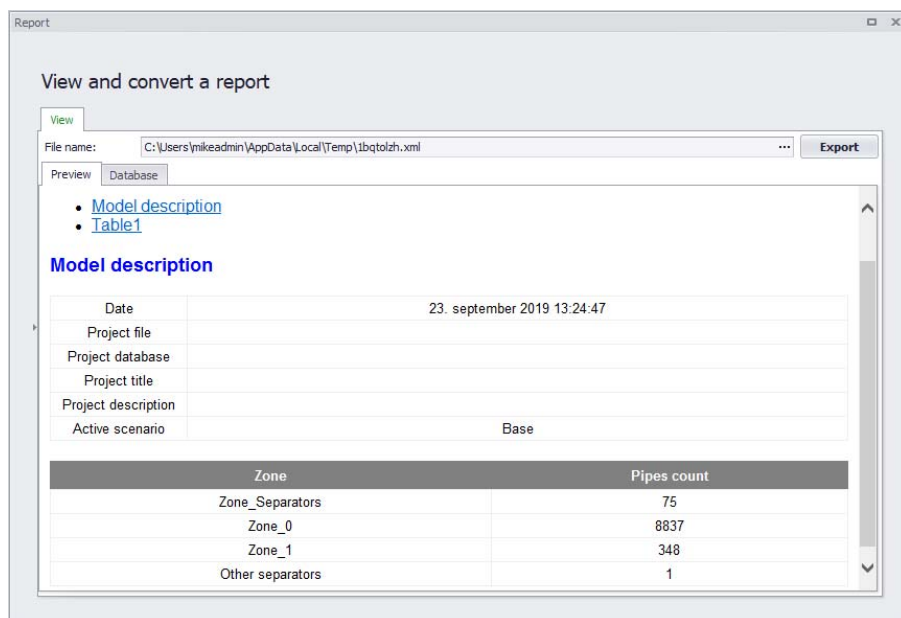 Report
View and convert a report
View
File name: C:\Users\mikeadmin\AppData\Local\Temp\1bqtolzh.xml ... Export
Preview Database
• Model description
• Table1
Model description
Date 23. september 2019 13:24:47
Project file
Project database
Project title
Project description
Active scenario Base
Zone Pipes count
Zone_Separators 75
Zone_0 8837
Zone_1 348
Other separators 1